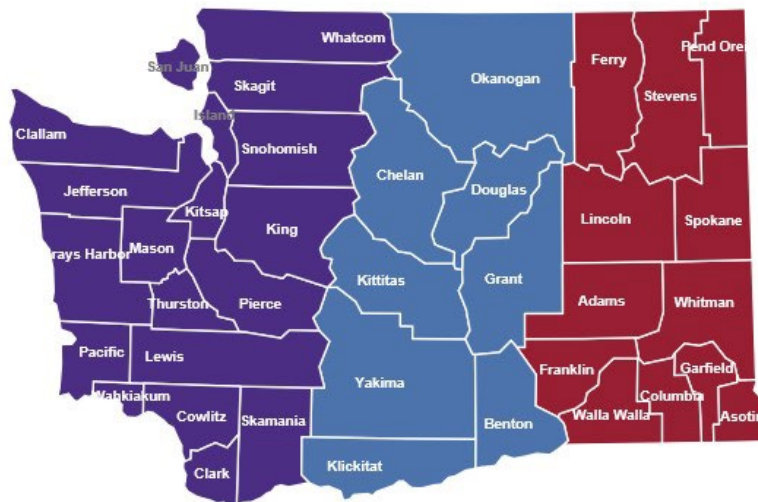 Whatcom
San Juan
Skagit
Island
Clallam
Snohomish
Jefferson
Kitsap
King
Mason
rays Harbor
Thurston
Pierce
Pacific
Lewis
Wahkiakum
Cowlitz
Skamania
Clark
Okanogan
Chelan
Douglas
Kittitas
Grant
Yakima
Benton
Klickitat
Ferry
Pend Orei
Stevens
Lincoln
Spokane
Adams
Whitman
Franklin
Garfield
Columbia
Walla Walla
Asotin